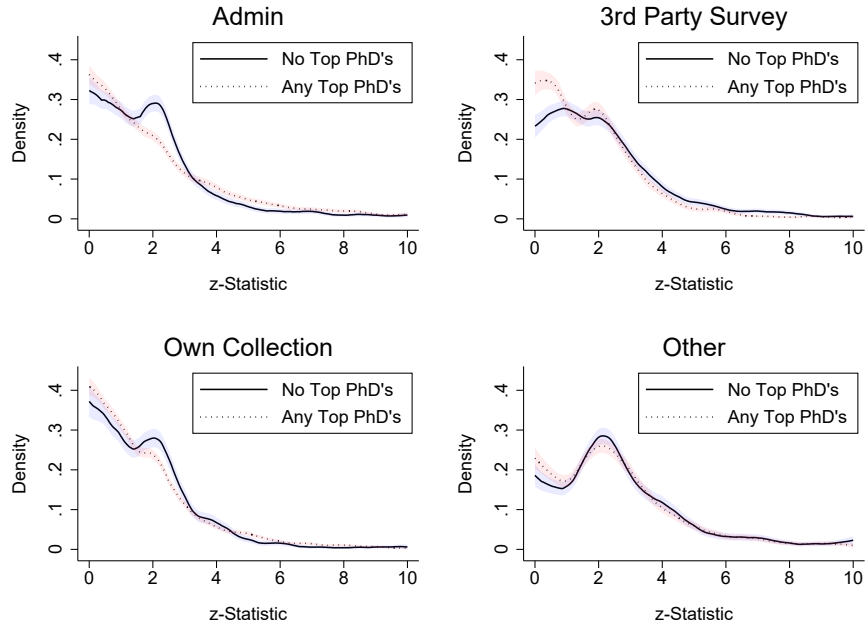 Admin
No Top PhD's
Any Top PhD's
Density
.4
.3
.2
.1
0
0 2 4 6 8 10
z-Statistic
3rd Party Survey
No Top PhD's
Any Top PhD's
Density
.4
.3
.2
.1
0
0 2 4 6 8 10
z-Statistic
Own Collection
No Top PhD's
Any Top PhD's
Density
.4
.3
.2
.1
0
0 2 4 6 8 10
z-Statistic
Other
No Top PhD's
Any Top PhD's
Density
.4
.3
.2
.1
0
0 2 4 6 8 10
z-Statistic